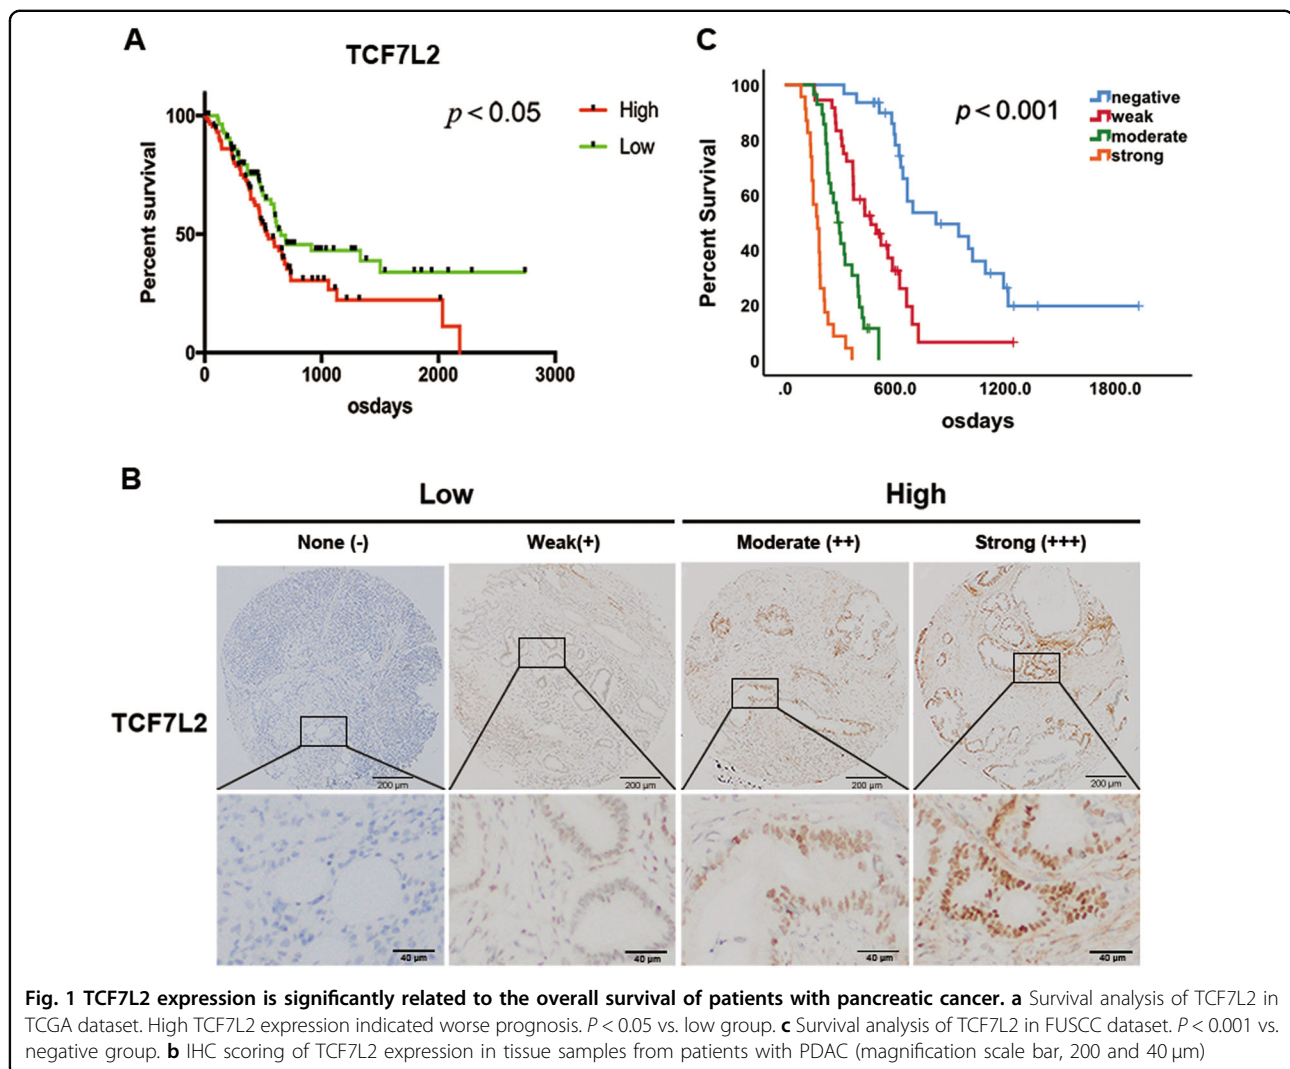 A
TCF7L2
p < 0.05
High
Low
Percent survival
100
50
0
0 1000 2000 3000
osdays
C
p < 0.001
negative
weak
moderate
strong
Percent Survival
100
80
60
40
20
0
.0 600.0 1200.0 1800.0
osdays
B
Low High
None (-) Weak(+) Moderate (++) Strong (+++)
TCF7L2
200 µm 200 µm 200 µm 200 µm
40 µm 40 µm 40 µm 40 µm
Fig. 1 TCF7L2 expression is significantly related to the overall survival of patients with pancreatic cancer. a Survival analysis of TCF7L2 in
TCGA dataset. High TCF7L2 expression indicated worse prognosis. P < 0.05 vs. low group. c Survival analysis of TCF7L2 in FUSCC dataset. P < 0.001 vs.
negative group. b IHC scoring of TCF7L2 expression in tissue samples from patients with PDAC (magnification scale bar, 200 and 40 µm)